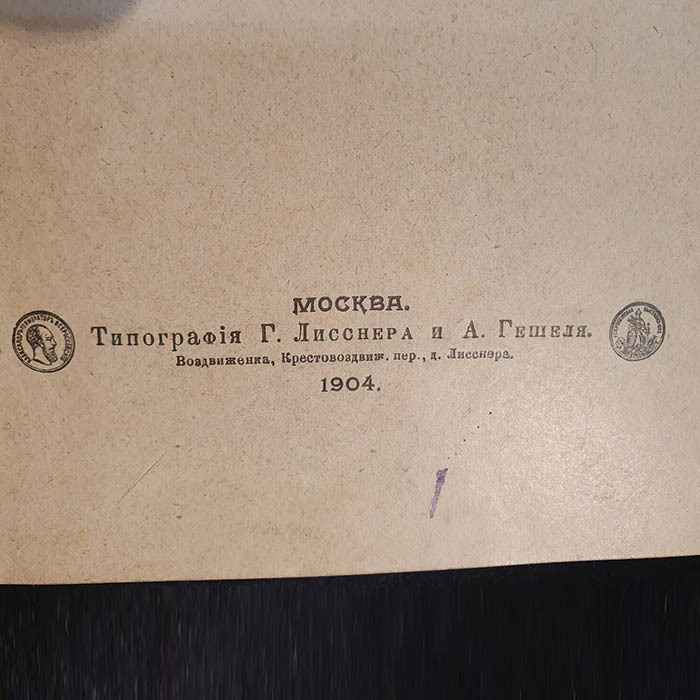 МОСКВА.
Типографія Г. Лисснера и А. Гешеля.
Воздвиженка, Крестовоздвиж. пер., д. Лисснера.
1904.